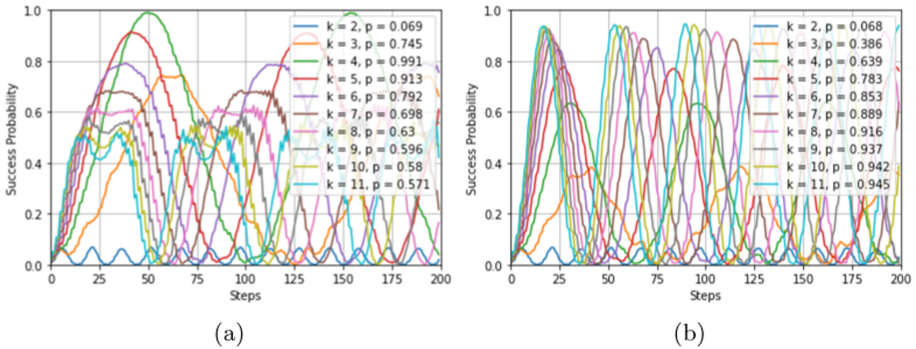 1.0
0.8
0.6
0.4
0.2
0.0
Success Probability
0 25 50 75 100 125 150 175 200
Steps
k = 2, p = 0.069
k = 3, p = 0.745
k = 4, p = 0.991
k = 5, p = 0.913
k = 6, p = 0.792
k = 7, p = 0.698
k = 8, p = 0.63
k = 9, p = 0.596
k = 10, p = 0.58
k = 11, p = 0.571
(a)
1.0
0.8
0.6
0.4
0.2
0.0
Success Probability
0 25 50 75 100 125 150 175 200
Steps
k = 2, p = 0.068
k = 3, p = 0.386
k = 4, p = 0.639
k = 5, p = 0.783
k = 6, p = 0.853
k = 7, p = 0.889
k = 8, p = 0.916
k = 9, p = 0.937
k = 10, p = 0.942
k = 11, p = 0.945
(b)